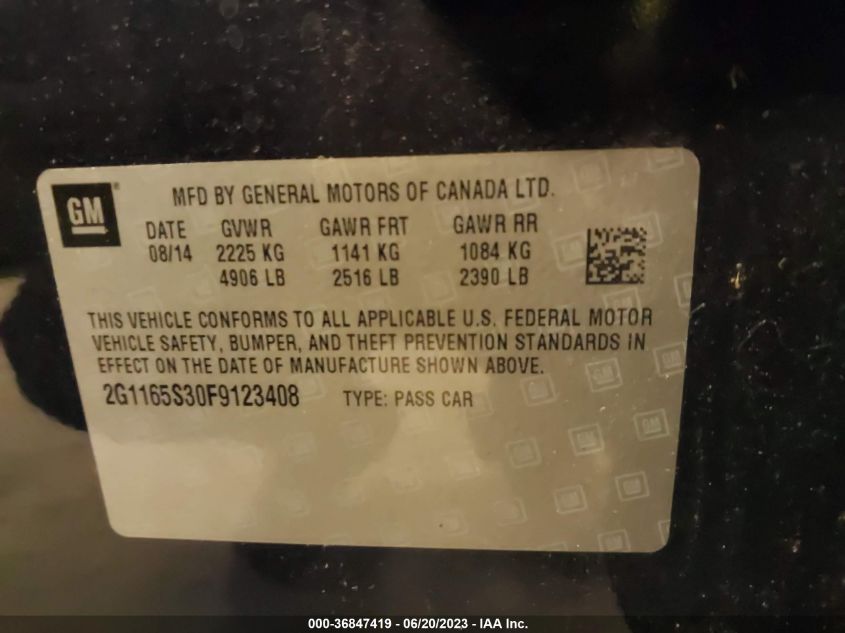 GM®
MFD BY GENERAL MOTORS OF CANADA LTD.
DATE GVWR GAWR FRT GAWR RR
08/14 2225 KG 1141 KG 1084 KG
4906 LB 2516 LB 2390 LB
THIS VEHICLE CONFORMS TO ALL APPLICABLE U.S. FEDERAL MOTOR
VEHICLE SAFETY, BUMPER, AND THEFT PREVENTION STANDARDS IN
EFFECT ON THE DATE OF MANUFACTURE SHOWN ABOVE.
2G1165S30F9123408 TYPE: PASS CAR
000-36847419 - 06/20/2023 - IAA Inc.